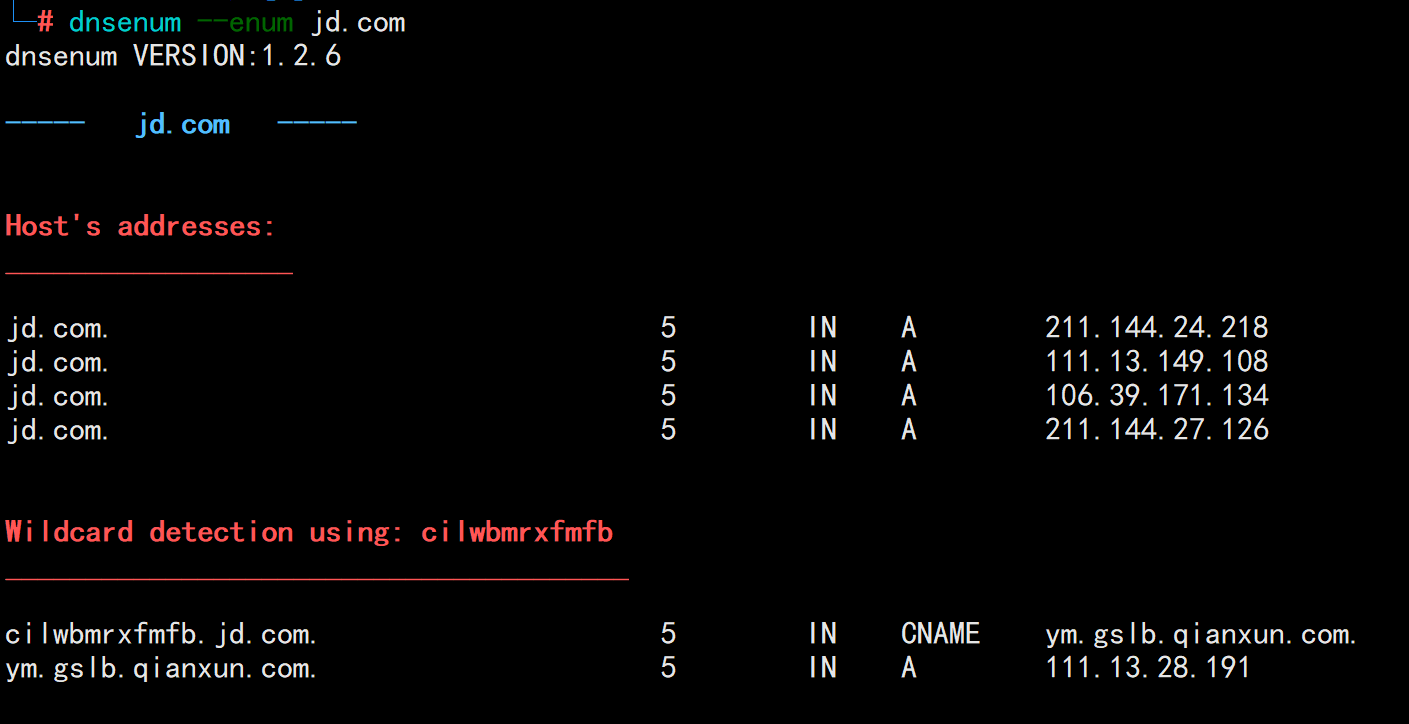 └─# dnsenum --enum jd.com
dnsenum VERSION:1.2.6
----- jd.com -----
Host's addresses:
__________________
jd.com. 5 IN A 211.144.24.218
jd.com. 5 IN A 111.13.149.108
jd.com. 5 IN A 106.39.171.134
jd.com. 5 IN A 211.144.27.126
Wildcard detection using: cilwbmrxfmfb
_______________________________________
cilwbmrxfmfb.jd.com. 5 IN CNAME ym.gslb.qianxun.com.
ym.gslb.qianxun.com. 5 IN A 111.13.28.191